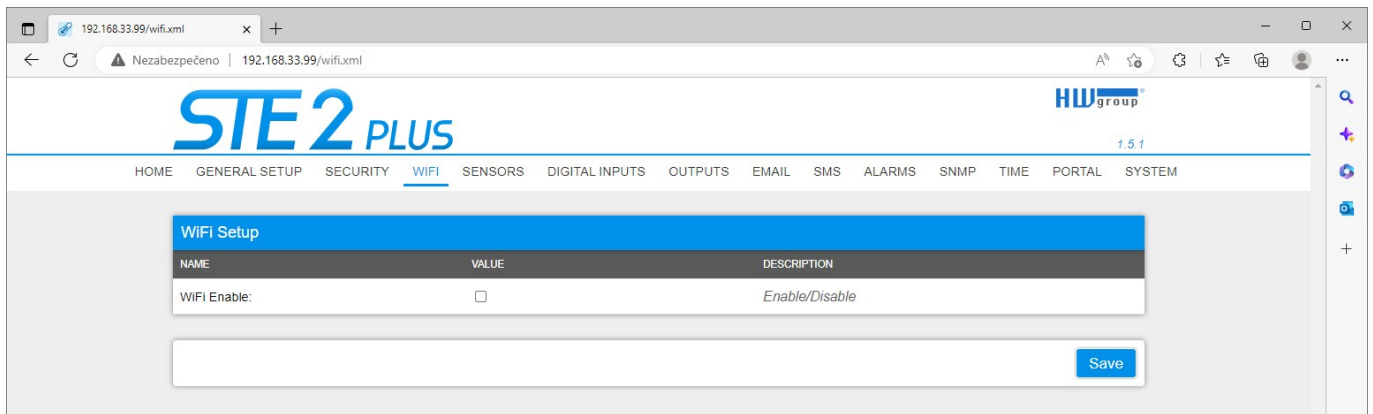 192.168.33.99/wifi.xml
Nezabezpečeno | 192.168.33.99/wifi.xml
STE2 PLUS
HW group
1.5.1
HOME GENERAL SETUP SECURITY WIFI SENSORS DIGITAL INPUTS OUTPUTS EMAIL SMS ALARMS SNMP TIME PORTAL SYSTEM
WiFi Setup
NAME VALUE DESCRIPTION
WiFi Enable: Enable/Disable
Save